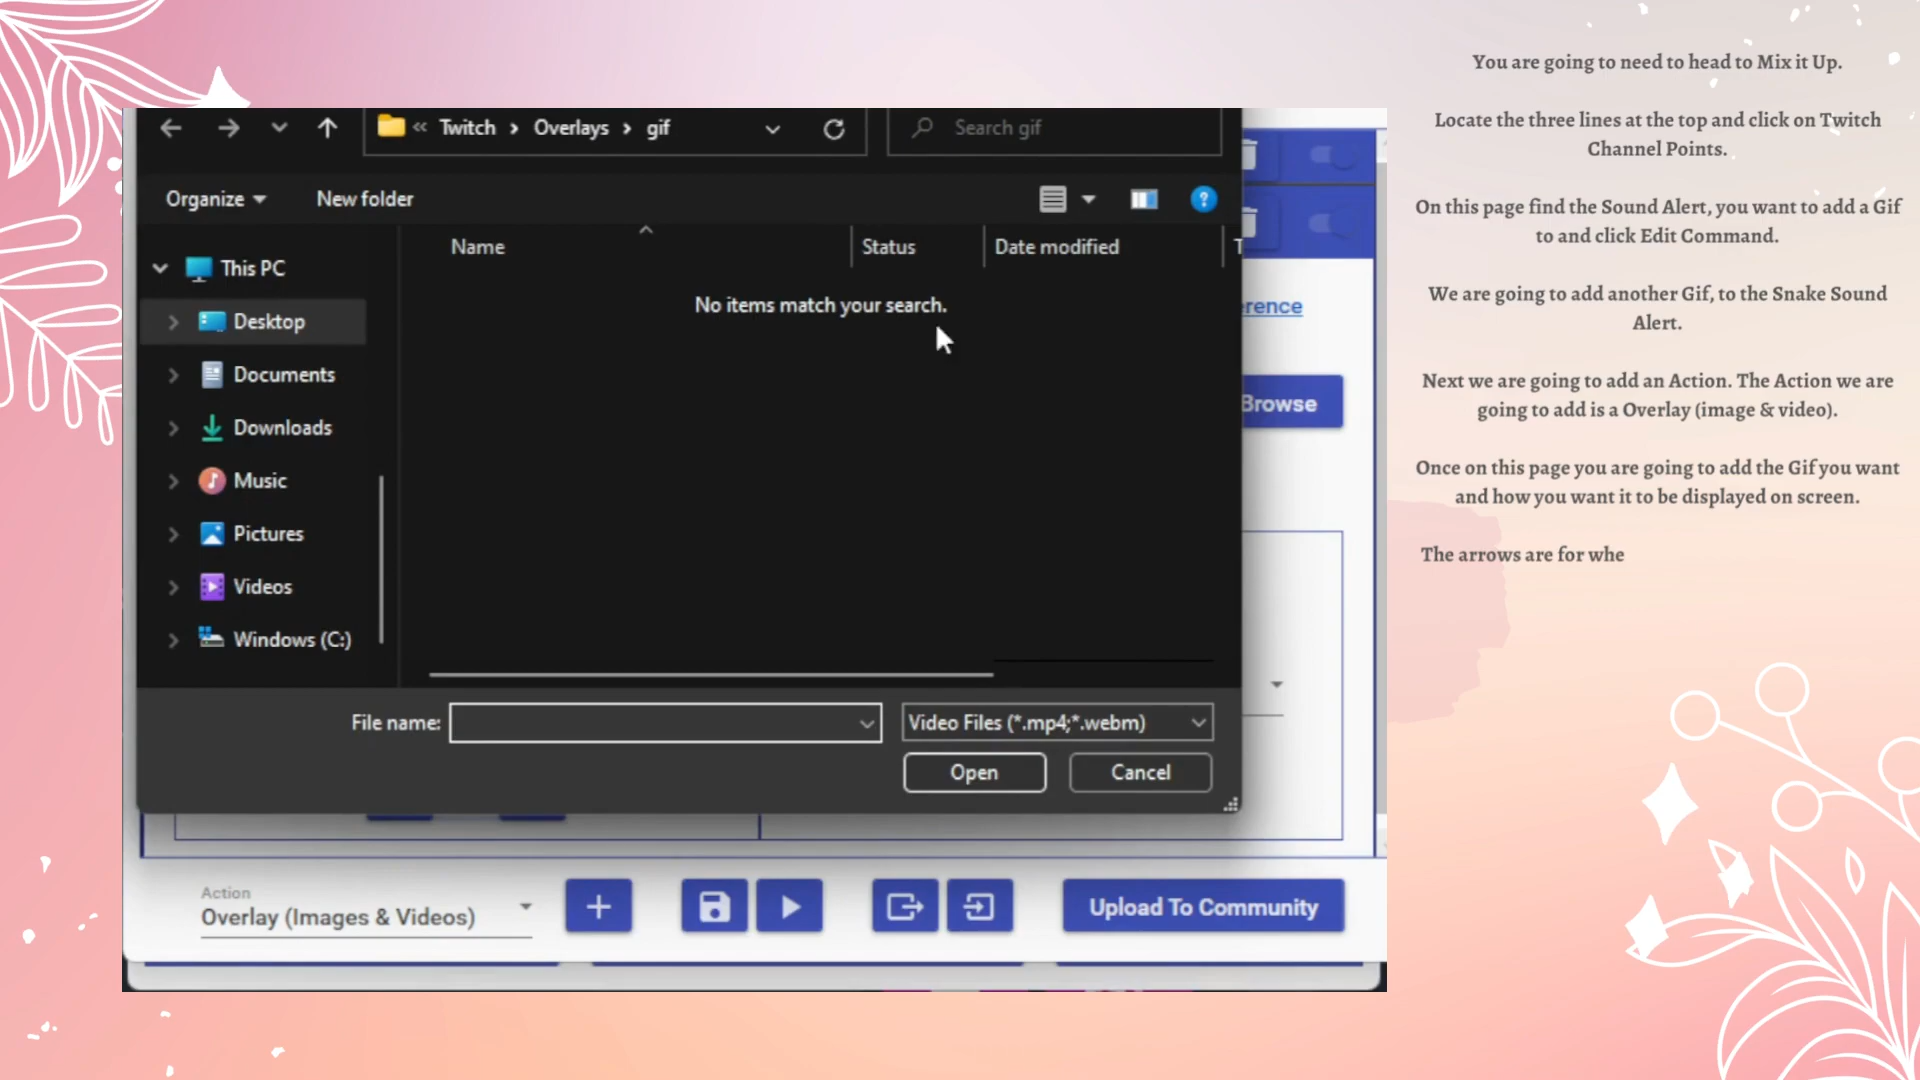 « Twitch › Overlays › gif
Search gif
Organize
New folder
?
Name
Status
Date modified
This PC
Desktop
Documents
Downloads
Music
Pictures
Videos
Windows (C:)
No items match your search.
Browse
File name:
Video Files (*.mp4;*.webm)
Open
Cancel
Action
Overlay (Images & Videos)
Upload To Community
You are going to need to head to Mix it Up.
Locate the three lines at the top and click on Twitch
Channel Points.
On this page find the Sound Alert, you want to add a Gif
to and click Edit Command.
We are going to add another Gif, to the Snake Sound
Alert.
Next we are going to add an Action. The Action we are
going to add is a Overlay (image & video).
Once on this page you are going to add the Gif you want
and how you want it to be displayed on screen.
The arrows are for whe